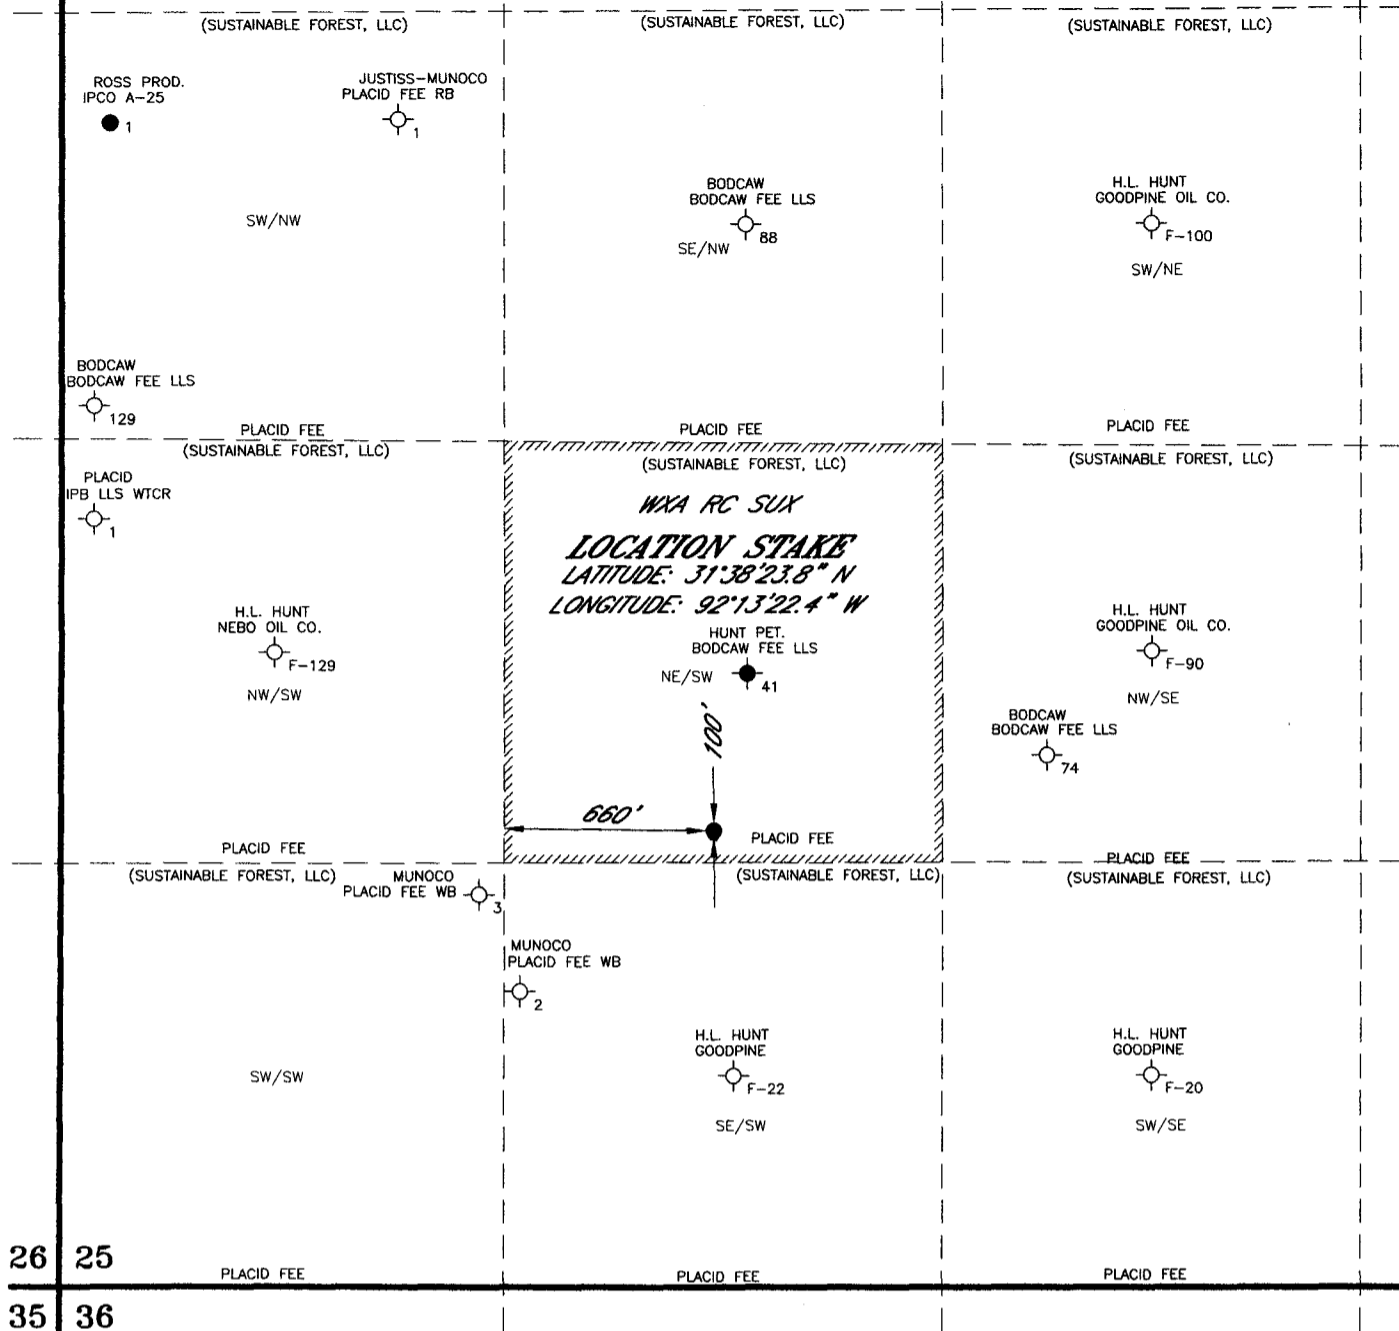 (SUSTAINABLE FOREST, LLC)
(SUSTAINABLE FOREST, LLC)
(SUSTAINABLE FOREST, LLC)
ROSS PROD.
IPCO A-25
1
JUSTISS-MUNOCO
PLACID FEE RB
1
SW/NW
BODCAW
BODCAW FEE LLS
88
SE/NW
H.L. HUNT
GOODPINE OIL CO.
F-100
SW/NE
BODCAW
BODCAW FEE LLS
129
PLACID FEE
PLACID FEE
PLACID FEE
(SUSTAINABLE FOREST, LLC)
(SUSTAINABLE FOREST, LLC)
(SUSTAINABLE FOREST, LLC)
PLACID
IPB LLS WTCR
1
H.L. HUNT
NEBO OIL CO.
F-129
NW/SW
WXA RC SUX
LOCATION STAKE
LATITUDE: 31°38'23.8" N
LONGITUDE: 92°13'22.4" W
HUNT PET.
BODCAW FEE LLS
NE/SW
41
100'
660'
H.L. HUNT
GOODPINE OIL CO.
F-90
NW/SE
BODCAW
BODCAW FEE LLS
74
PLACID FEE
PLACID FEE
PLACID FEE
(SUSTAINABLE FOREST, LLC)
(SUSTAINABLE FOREST, LLC)
(SUSTAINABLE FOREST, LLC)
MUNOCO
PLACID FEE WB
3
MUNOCO
PLACID FEE WB
2
SW/SW
H.L. HUNT
GOODPINE
F-22
SE/SW
H.L. HUNT
GOODPINE
F-20
SW/SE
26 25
PLACID FEE
PLACID FEE
PLACID FEE
35 36